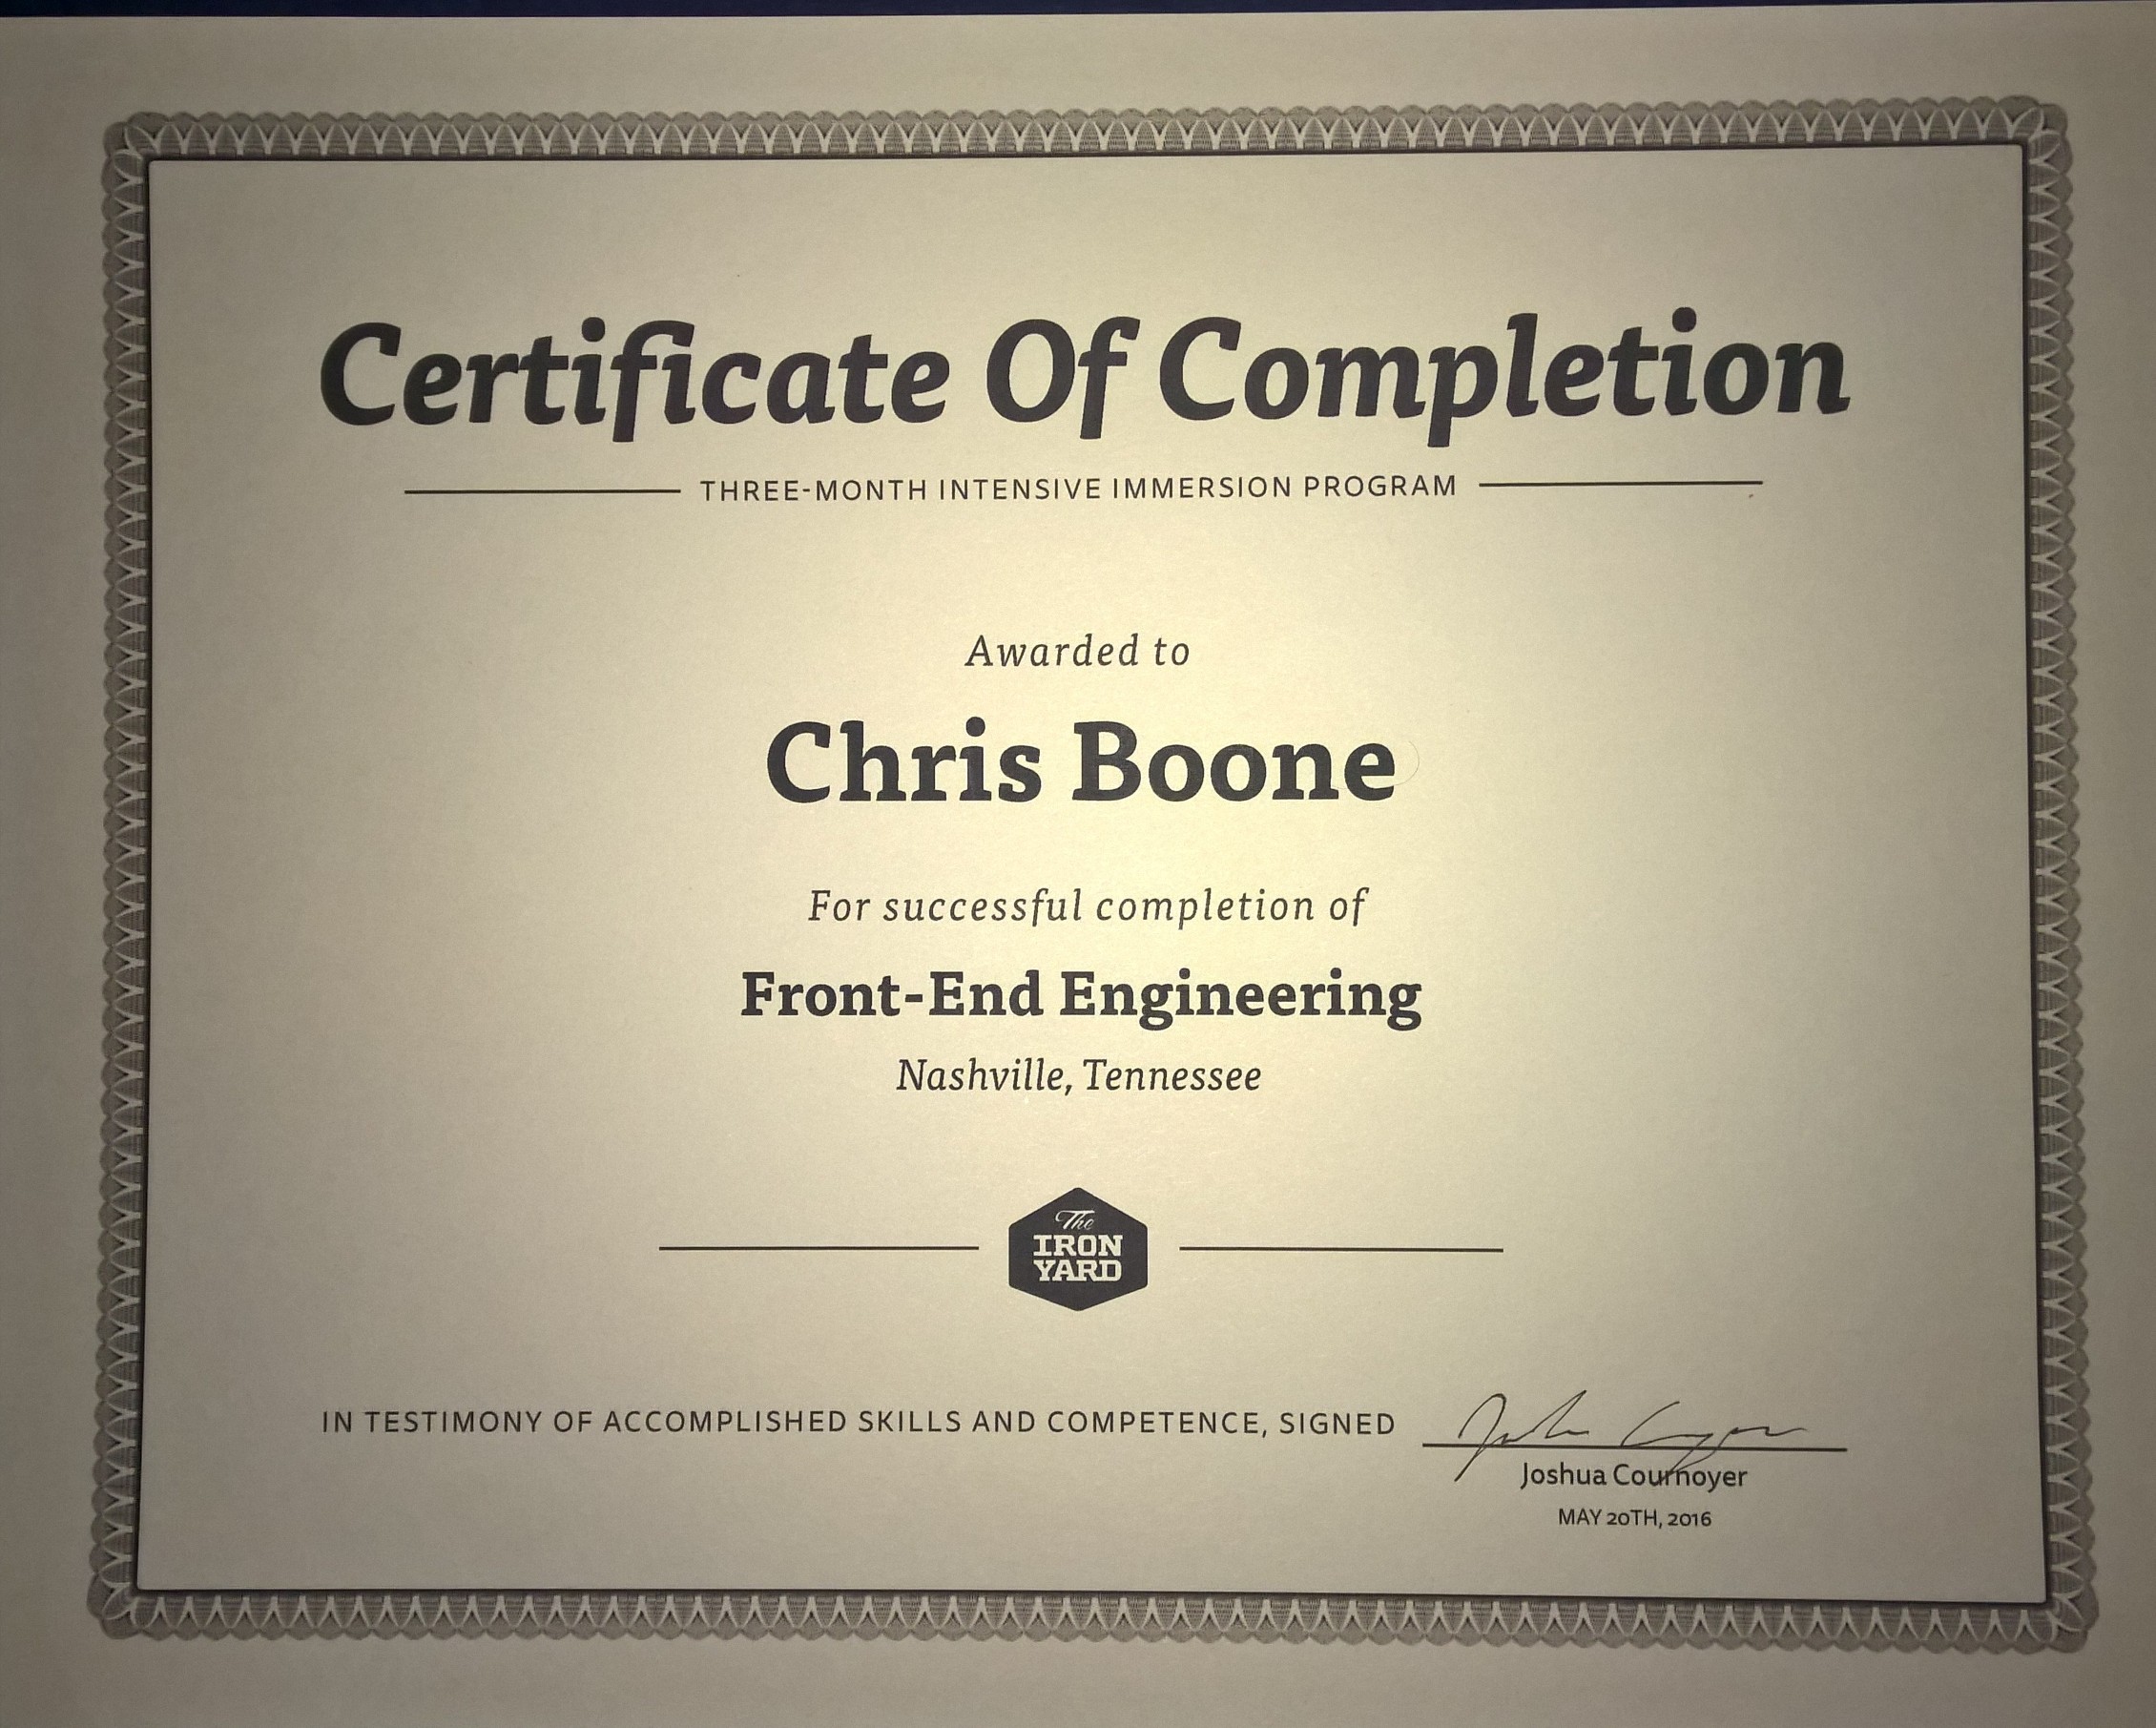 Certificate Of Completion
THREE-MONTH INTENSIVE IMMERSION PROGRAM
Awarded to
Chris Boone
For successful completion of
Front-End Engineering
Nashville, Tennessee
The
IRON
YARD
IN TESTIMONY OF ACCOMPLISHED SKILLS AND COMPETENCE, SIGNED
Joshua Cournoyer
MAY 20TH, 2016